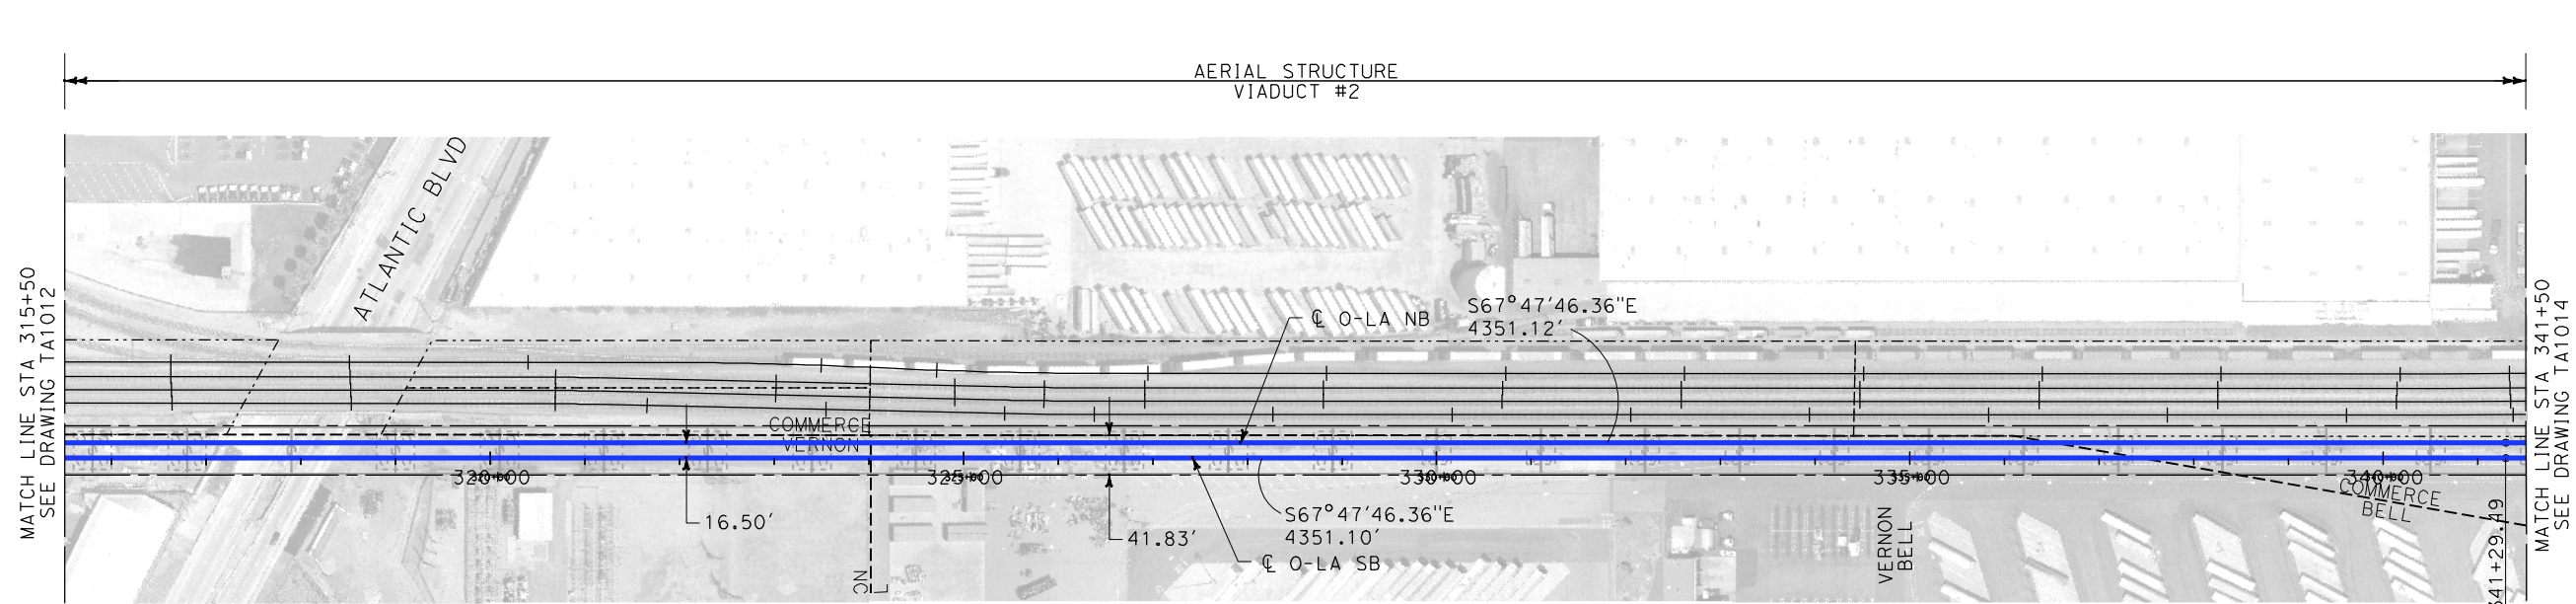 AERIAL STRUCTURE
VIADUCT #2
ATLANTIC BLVD
MATCH LINE STA 315+50
SEE DRAWING TA1012
℄ O-LA NB
S67°47'46.36"E
4351.12'
COMMERCE
VERNON
320+00
325+00
330+00
335+00
340+00
16.50'
41.83'
S67°47'46.36"E
4351.10'
℄ O-LA SB
VERNON
BELL
COMMERCE
BELL
341+29.49
MATCH LINE STA 341+50
SEE DRAWING TA1014